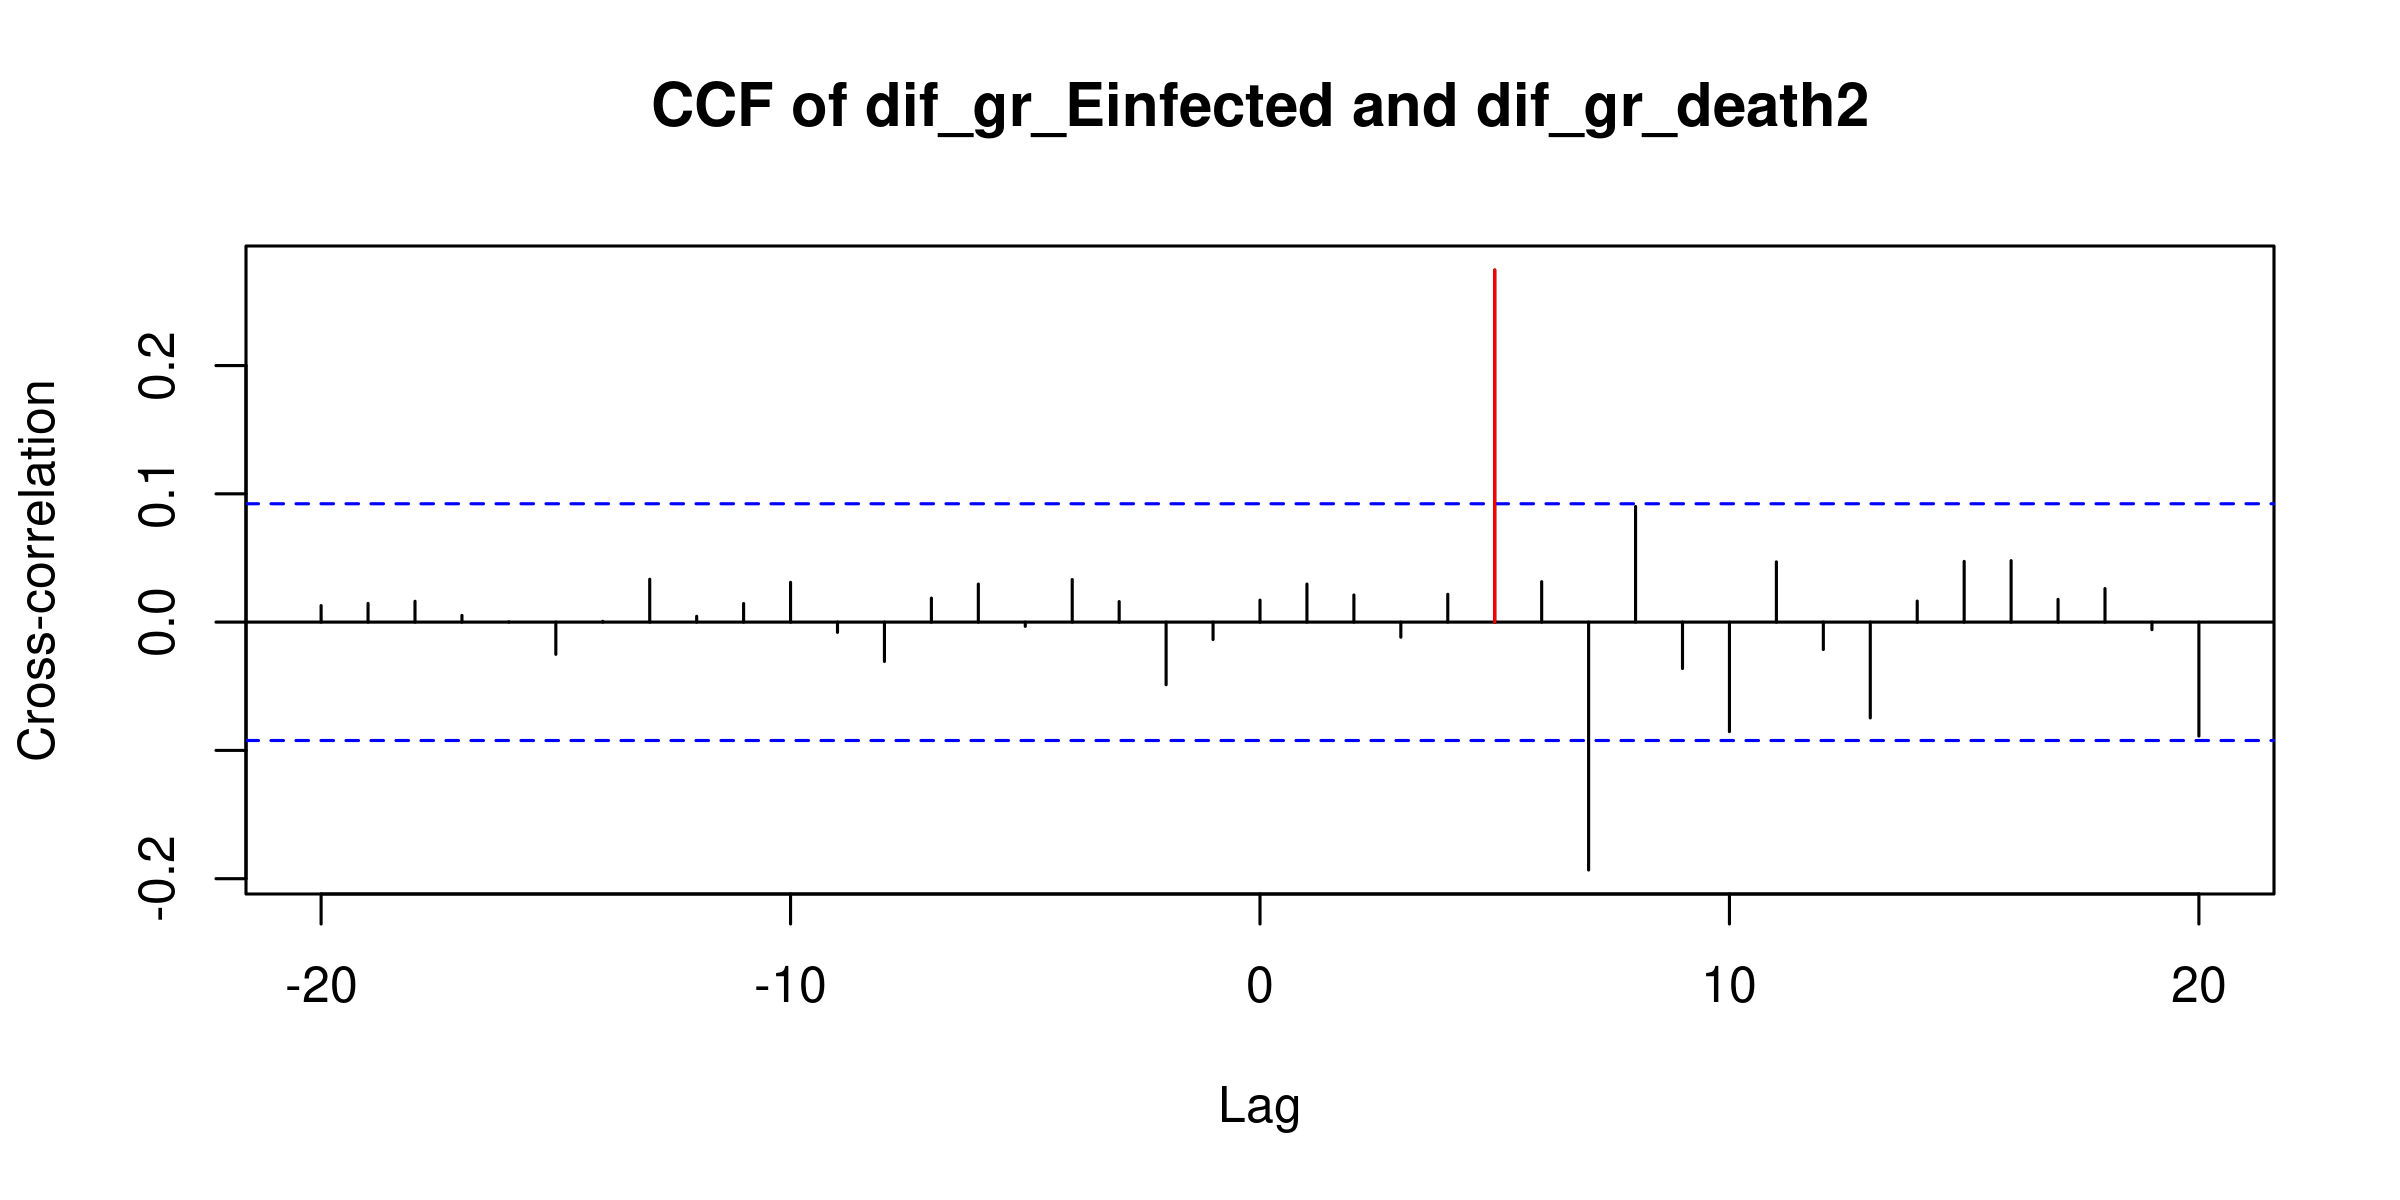 CCF of dif_gr_Einfected and dif_gr_death2
Cross-correlation
0.2
0.1
0.0
-0.2
-20 -10 0 10 20
Lag